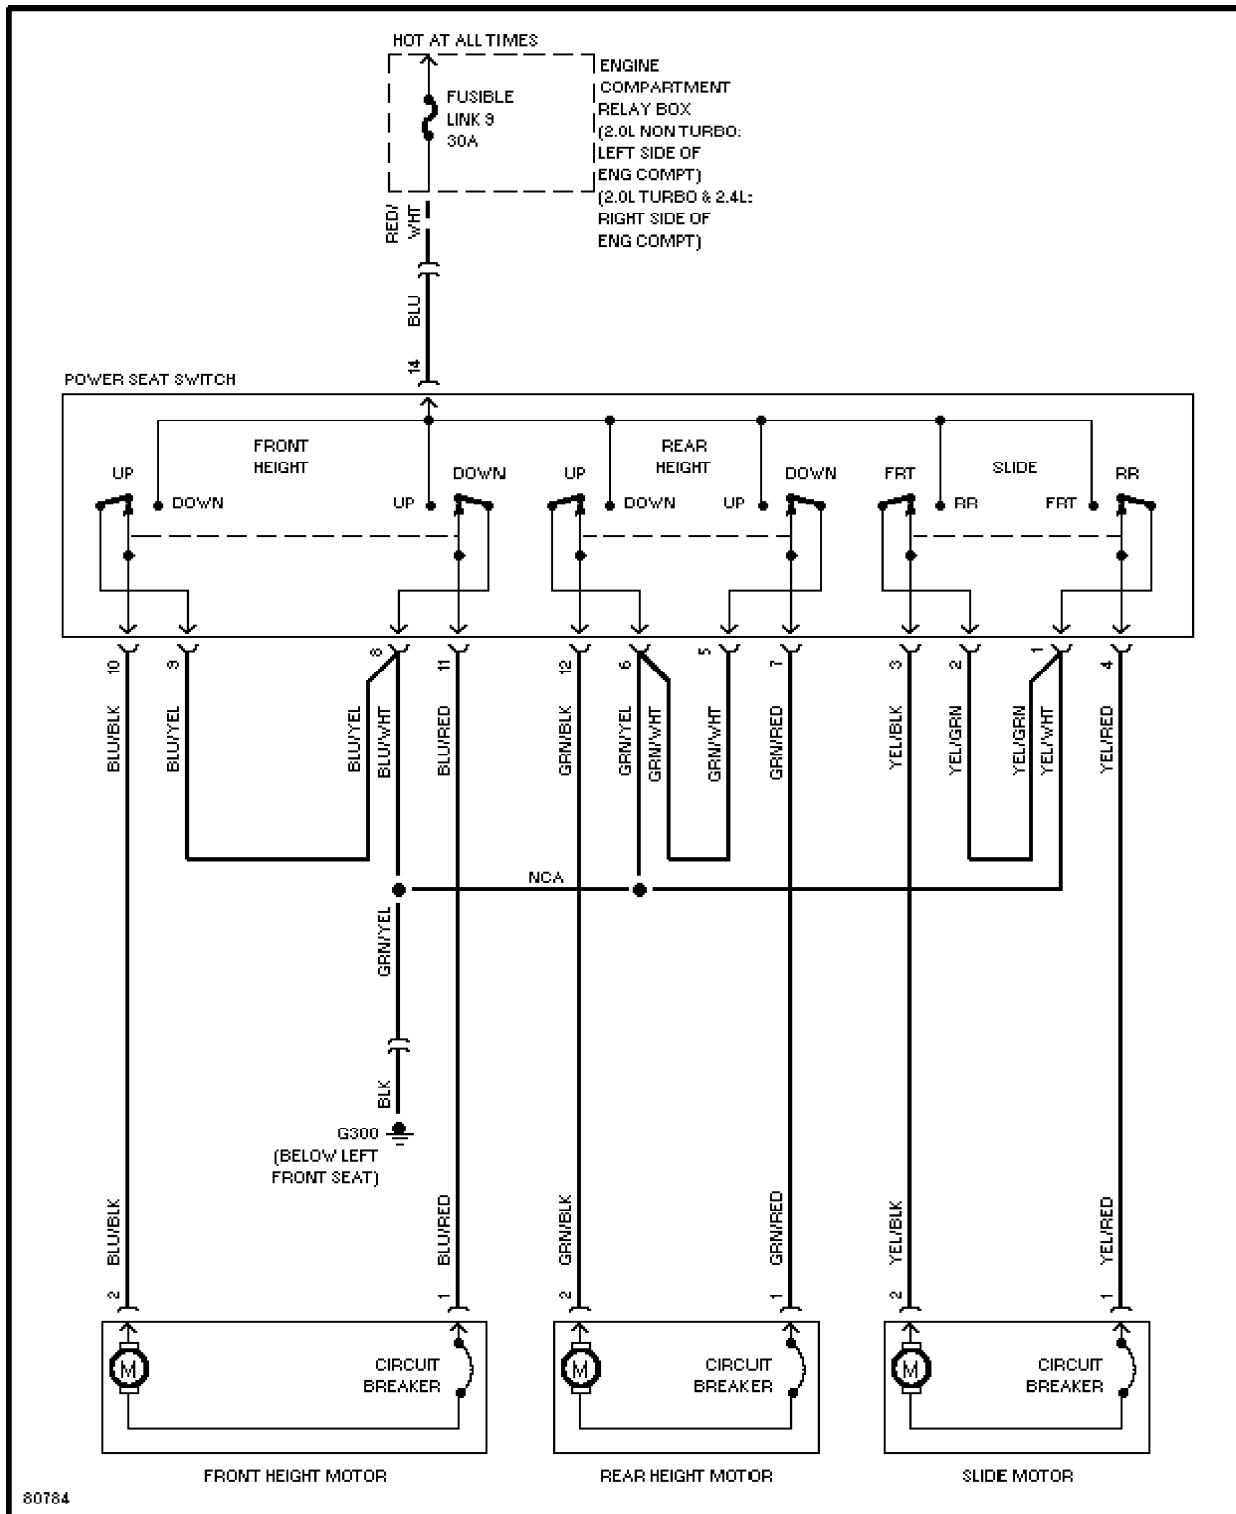 HOT AT ALL TIMES
FUSIBLE
LINK 9
30A
ENGINE
COMPARTMENT
RELAY BOX
(2.0L NON TURBO:
LEFT SIDE OF
ENG COMPT)
(2.0L TURBO & 2.4L:
RIGHT SIDE OF
ENG COMPT)
RED/
WHT
BLU
14
POWER SEAT SWITCH
FRONT
HEIGHT
REAR
HEIGHT
SLIDE
UP
DOWN
UP
DOWN
UP
DOWN
UP
DOWN
FRT
RR
FRT
RR
10
9
8
11
12
6
5
7
3
2
1
4
BLU/BLK
BLU/YEL
BLU/YEL
BLU/WHT
BLU/RED
GRN/BLK
GRN/YEL
GRN/WHT
GRN/WHT
GRN/RED
YEL/BLK
YEL/GRN
YEL/GRN
YEL/WHT
YEL/RED
NCA
GRN/YEL
BLK
G300
(BELOW LEFT
FRONT SEAT)
BLU/BLK
BLU/RED
GRN/BLK
GRN/RED
YEL/BLK
YEL/RED
2
1
2
1
2
1
M
CIRCUIT
BREAKER
M
CIRCUIT
BREAKER
M
CIRCUIT
BREAKER
FRONT HEIGHT MOTOR
REAR HEIGHT MOTOR
SLIDE MOTOR
80784